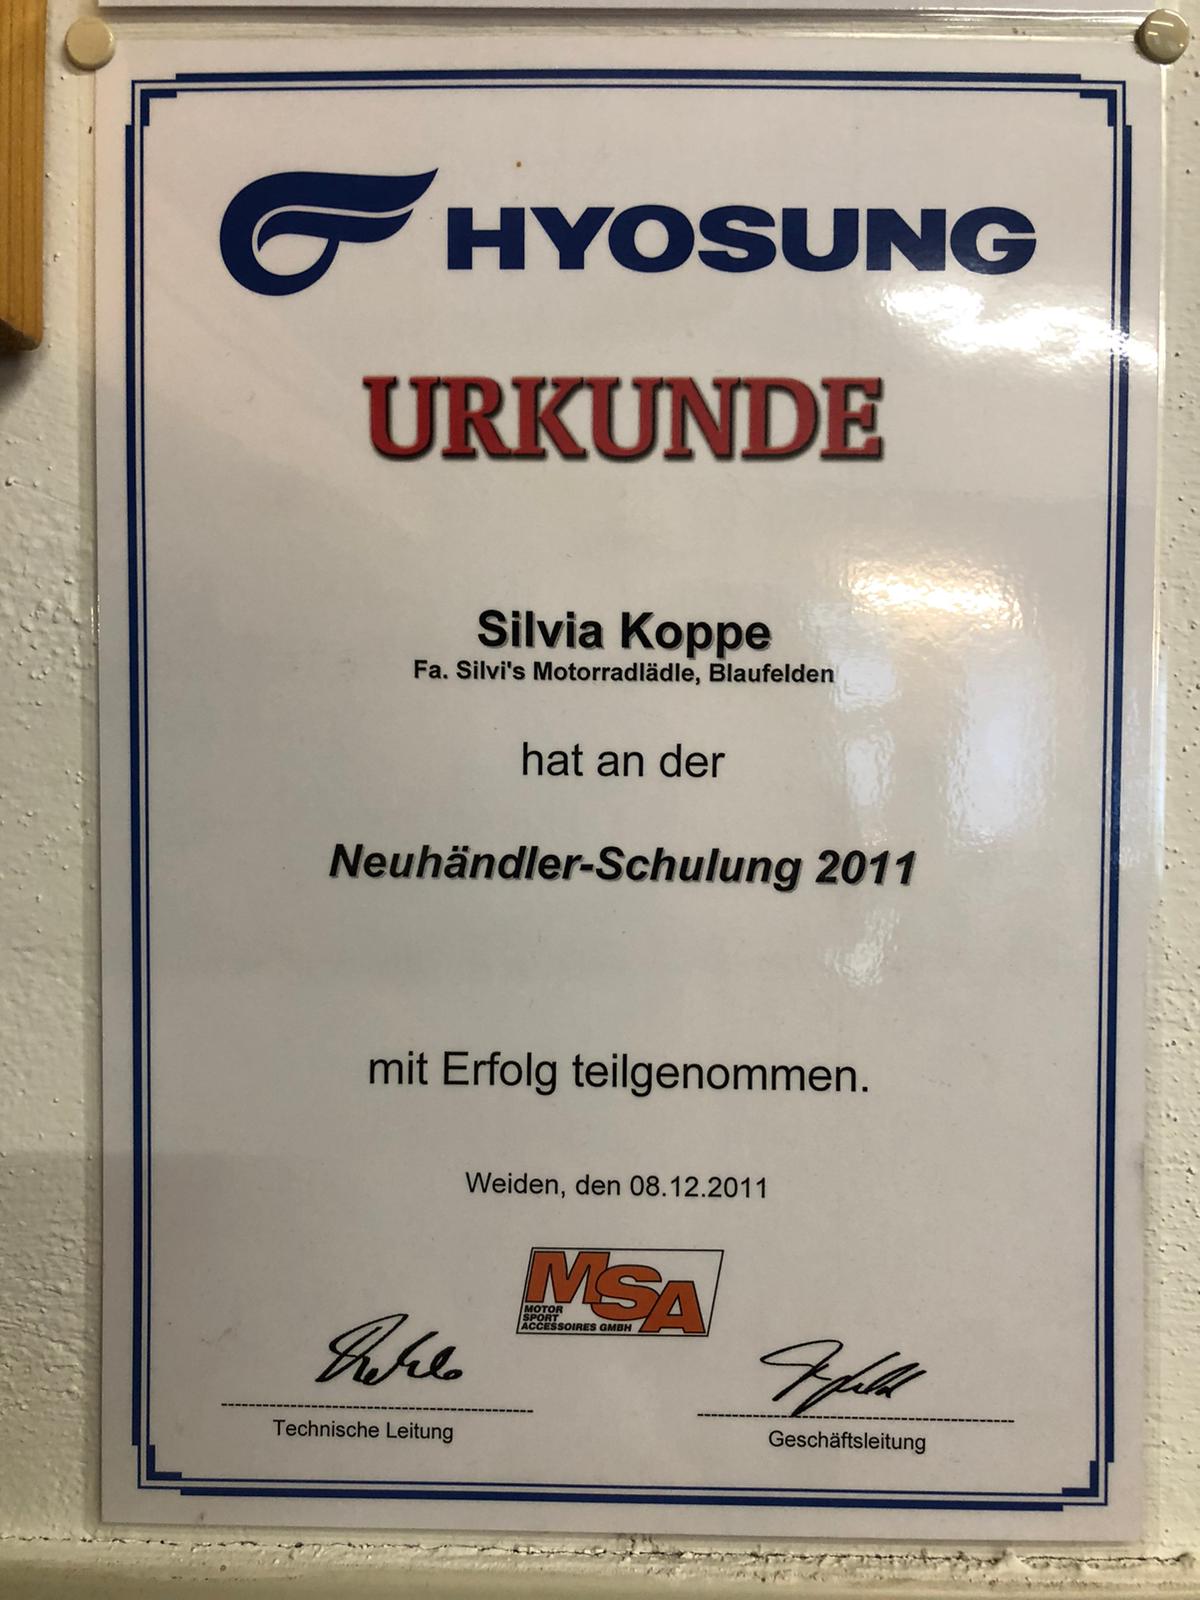 HYOSUNG
URKUNDE
Silvia Koppe
Fa. Silvi's Motorradlädle, Blaufelden
hat an der
Neuhändler-Schulung 2011
mit Erfolg teilgenommen.
Weiden, den 08.12.2011
MSA
MOTOR
SPORT
ACCESSOIRES GMBH
Technische Leitung
Geschäftsleitung